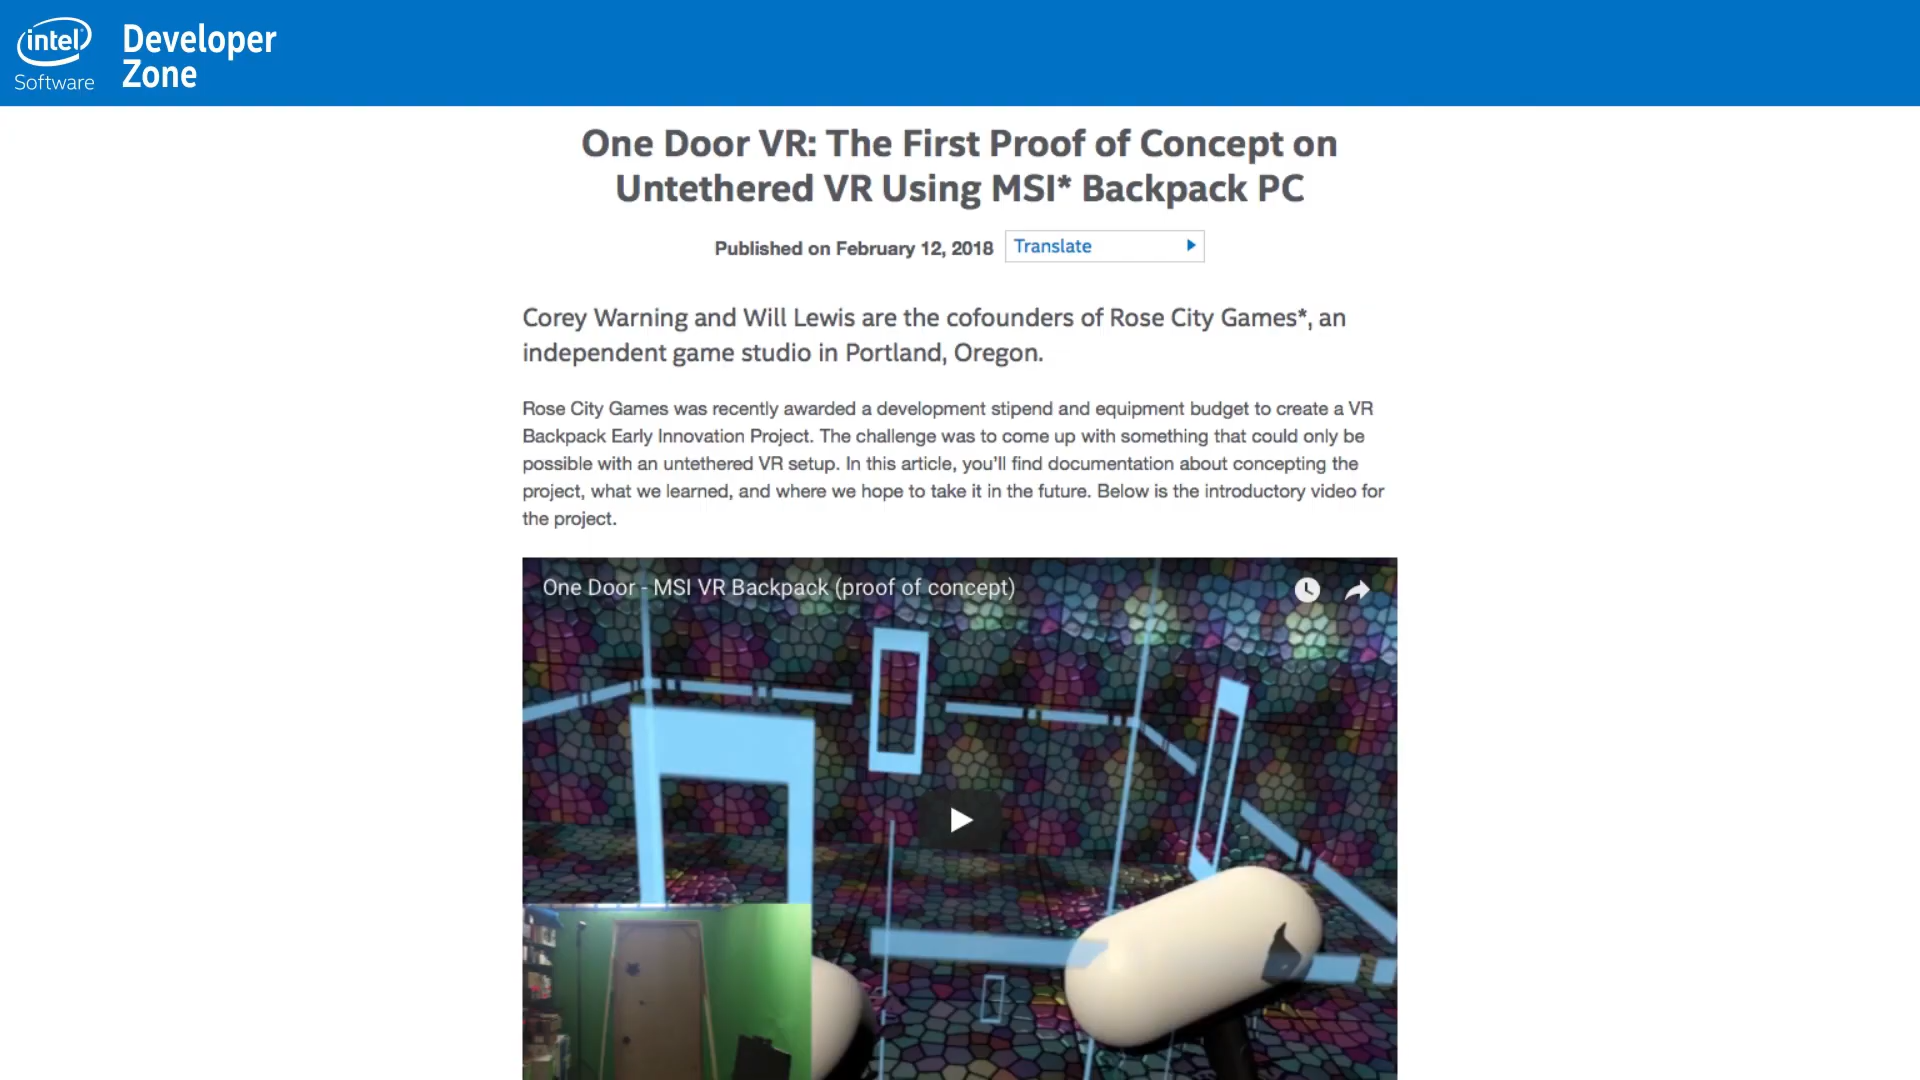 intel
Software
Developer
Zone
One Door VR: The First Proof of Concept on
Untethered VR Using MSI* Backpack PC
Published on February 12, 2018
Translate
Corey Warning and Will Lewis are the cofounders of Rose City Games*, an
independent game studio in Portland, Oregon.
Rose City Games was recently awarded a development stipend and equipment budget to create a VR
Backpack Early Innovation Project. The challenge was to come up with something that could only be
possible with an untethered VR setup. In this article, you'll find documentation about concepting the
project, what we learned, and where we hope to take it in the future. Below is the introductory video for
the project.
One Door - MSI VR Backpack (proof of concept)